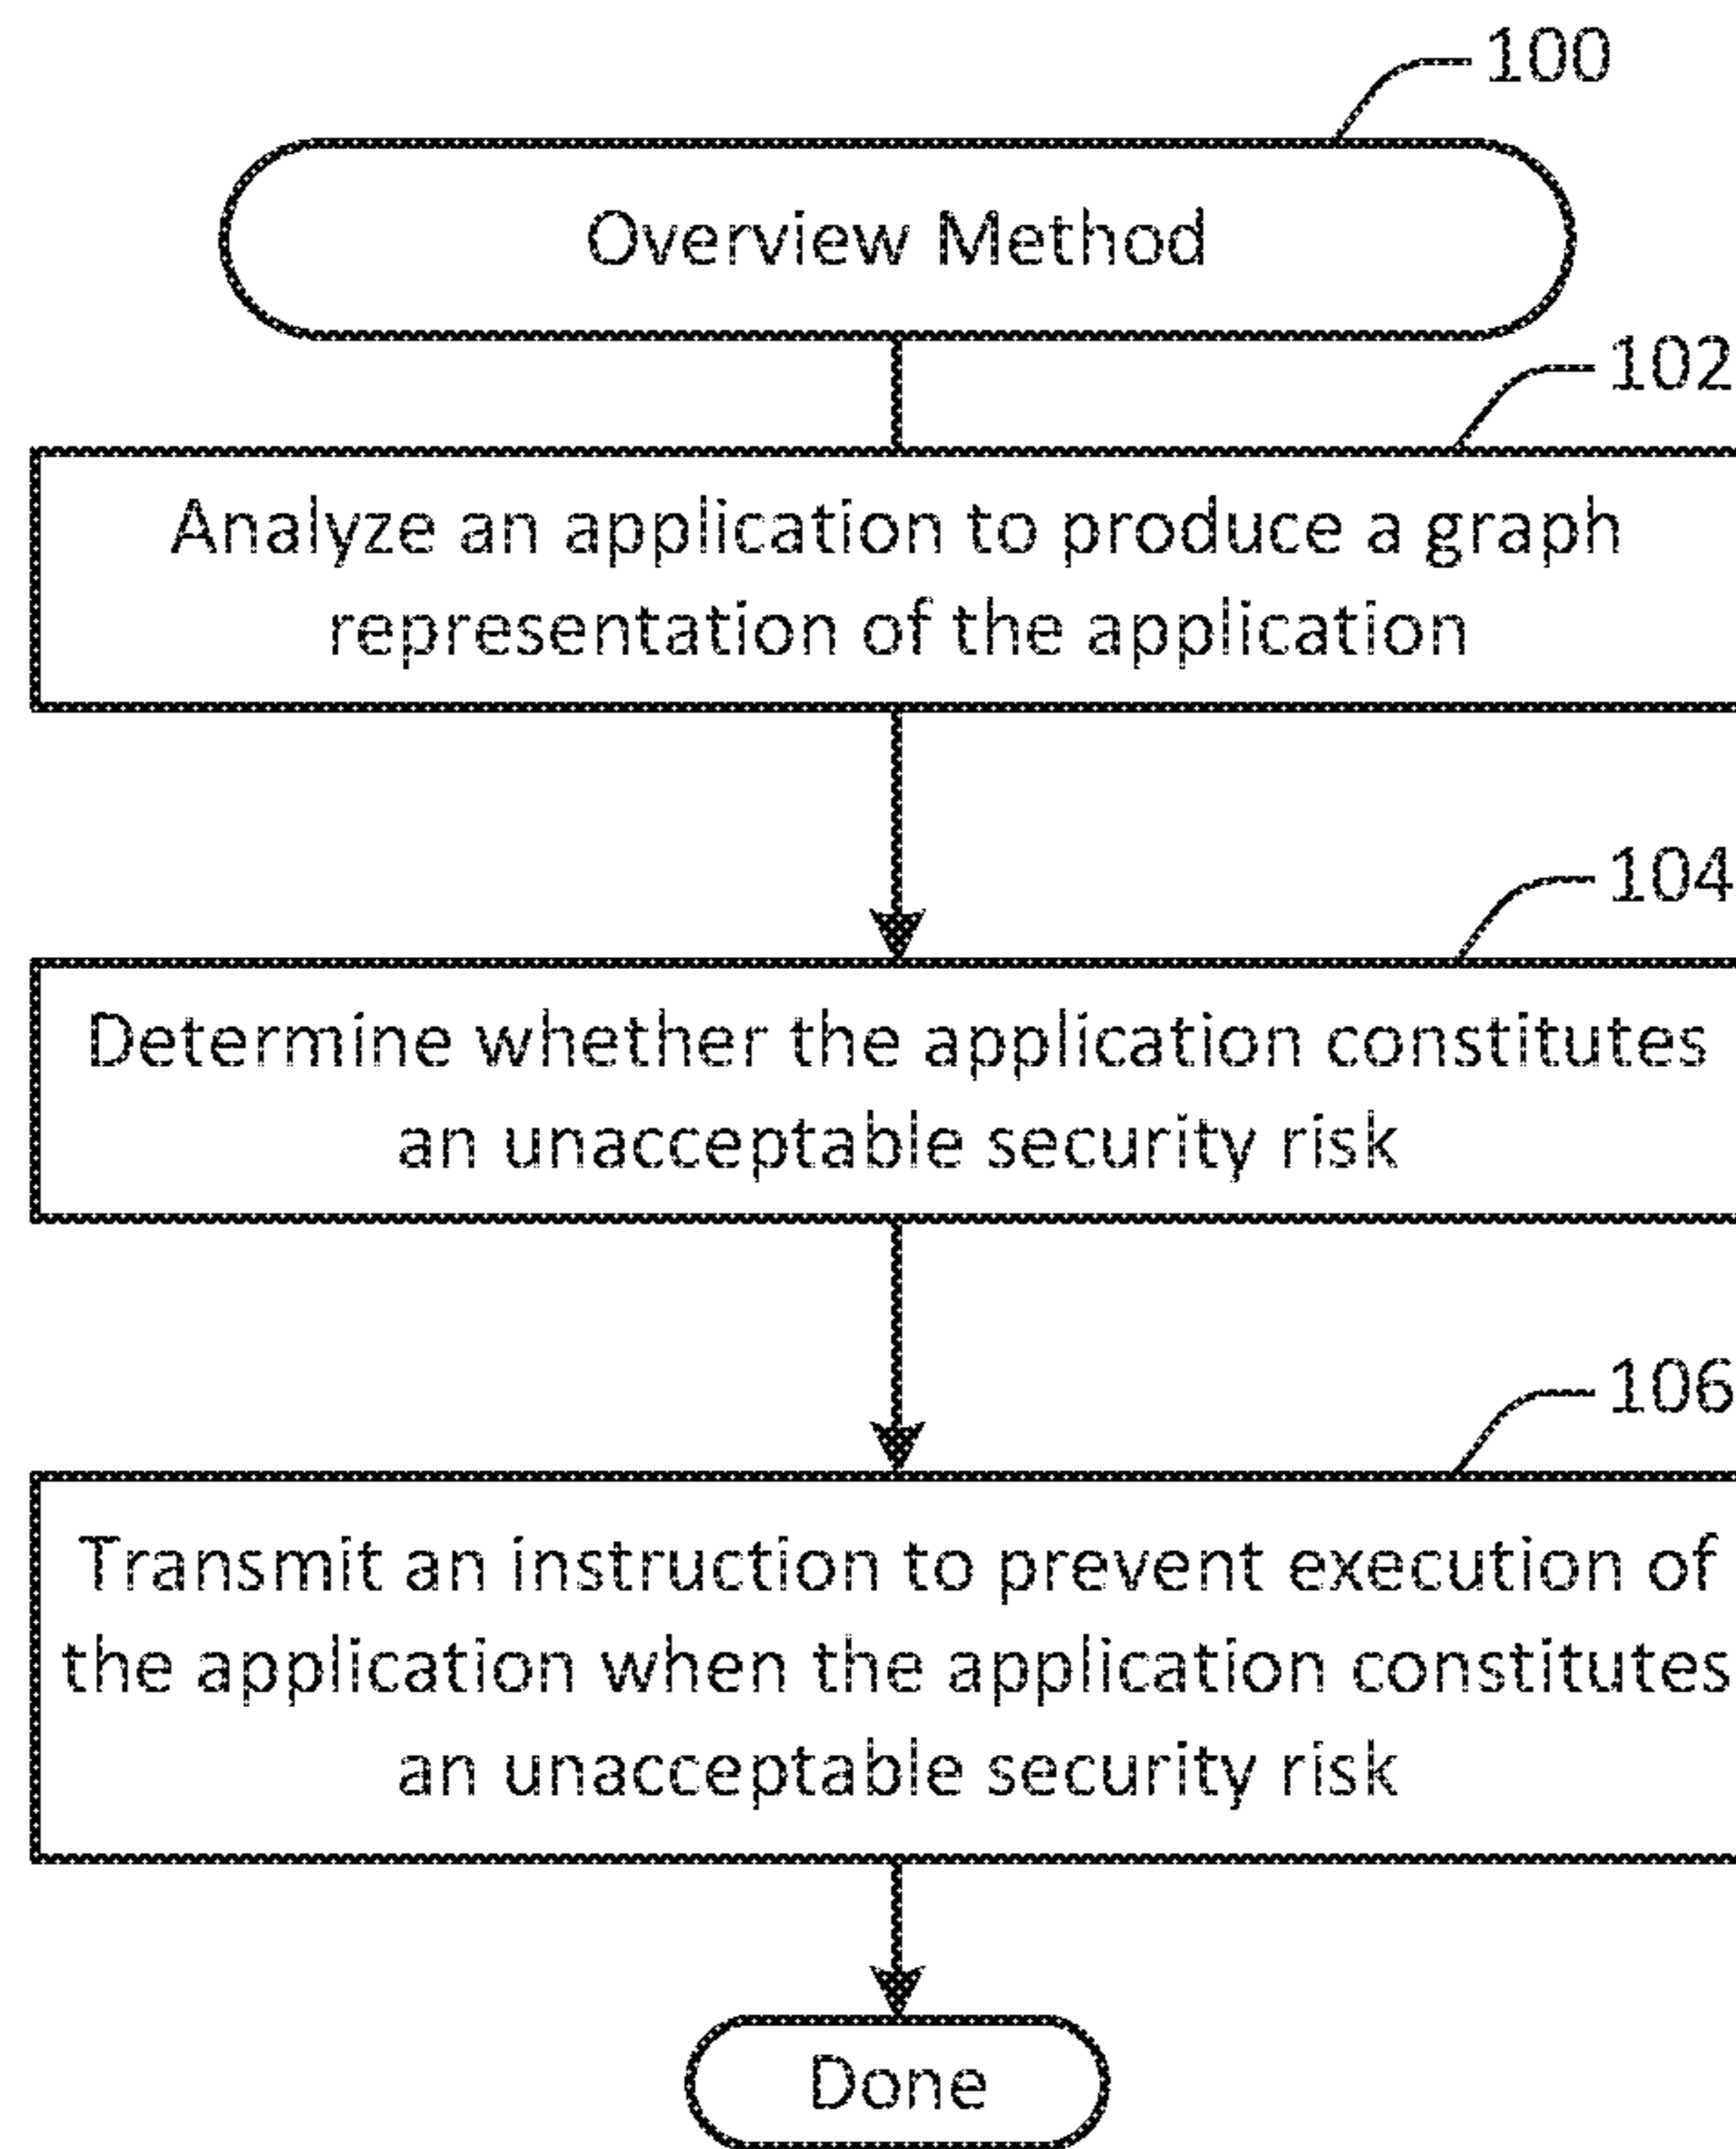 100
Overview Method
102
Analyze an application to produce a graph
representation of the application
104
Determine whether the application constitutes
an unacceptable security risk
106
Transmit an instruction to prevent execution of
the application when the application constitutes
an unacceptable security risk
Done